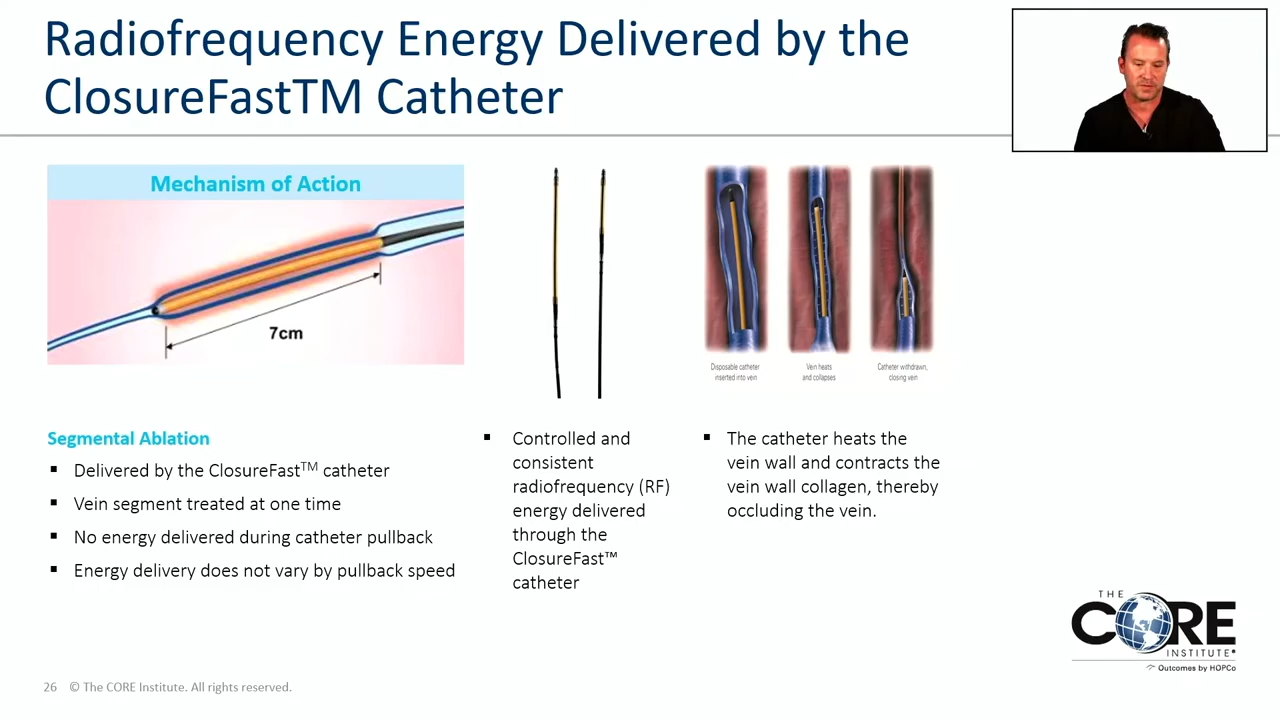 Radiofrequency Energy Delivered by the
ClosureFastTM Catheter
Mechanism of Action
7cm
Disposable catheter
inserted into vein
Vein heats
and collapses
Catheter withdrawn,
closing vein
Segmental Ablation
▪ Delivered by the ClosureFastTM catheter
▪ Vein segment treated at one time
▪ No energy delivered during catheter pullback
▪ Energy delivery does not vary by pullback speed
▪ Controlled and
consistent
radiofrequency (RF)
energy delivered
through the
ClosureFast™
catheter
▪ The catheter heats the
vein wall and contracts the
vein wall collagen, thereby
occluding the vein.
THE
CORE
INSTITUTE®
Outcomes by HOPCo
26 © The CORE Institute. All rights reserved.